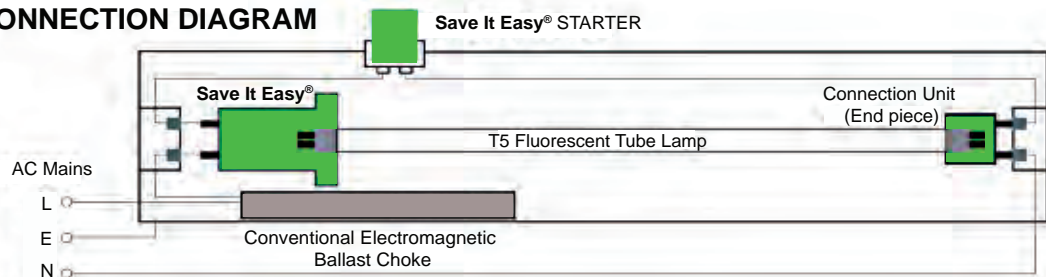 ONNECTION DIAGRAM
Save It Easy® STARTER
Save It Easy®
Connection Unit
(End piece)
T5 Fluorescent Tube Lamp
AC Mains
L
E
N
Conventional Electromagnetic
Ballast Choke